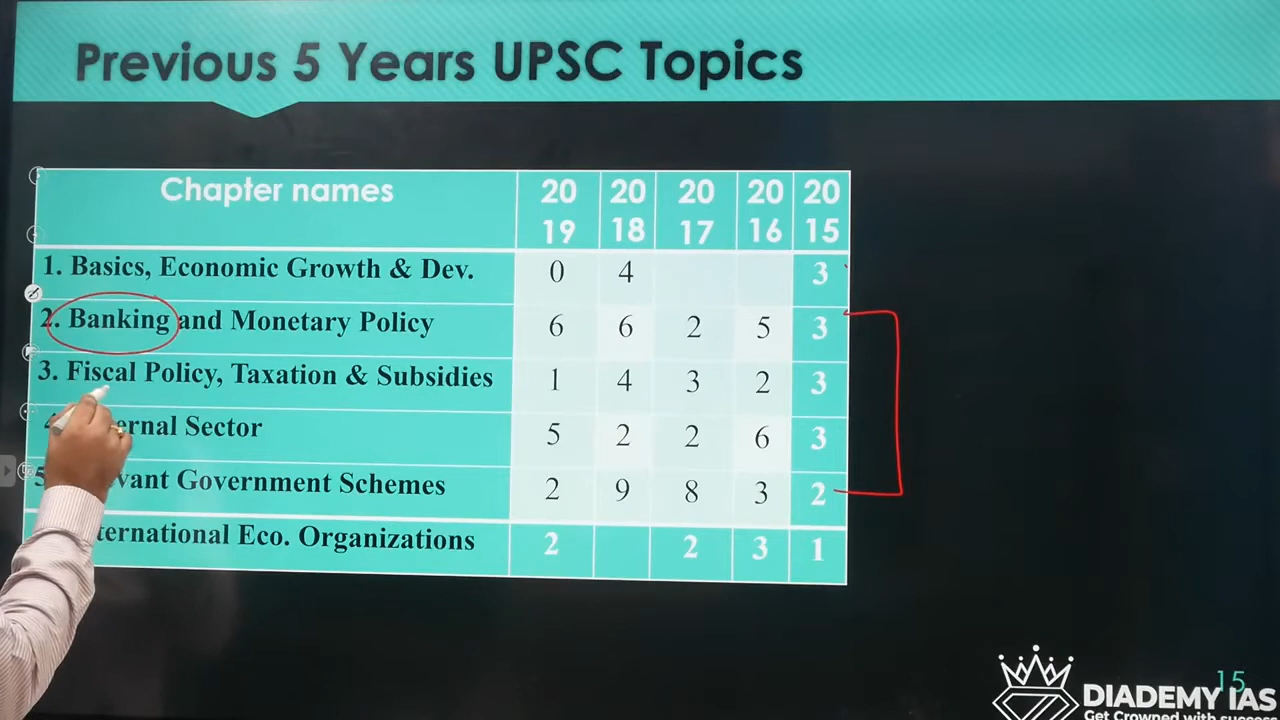 Previous 5 Years UPSC Topics
Chapter names 20 19 20 18 20 17 20 16 20 15
1. Basics, Economic Growth & Dev. 0 4 3
2. Banking and Monetary Policy 6 6 2 5 3
3. Fiscal Policy, Taxation & Subsidies 1 4 3 2 3
Sector 5 2 2 6 3
Government Schemes 2 9 8 3 2
Eco. Organizations 2 2 3 1
15
DIADEMY IAS
Get Crowned with